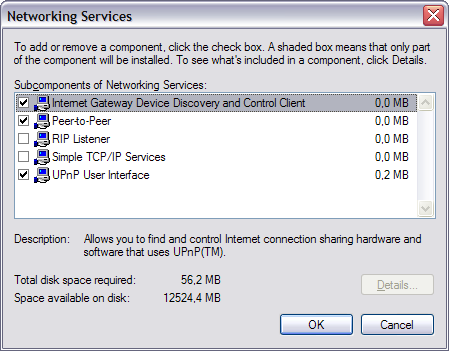 Networking Services
To add or remove a component, click the check box. A shaded box means that only part
of the component will be installed. To see what's included in a component, click Details.
Subcomponents of Networking Services:
Internet Gateway Device Discovery and Control Client 0,0 MB
Peer-to-Peer 0,0 MB
RIP Listener 0,0 MB
Simple TCP/IP Services 0,0 MB
UPnP User Interface 0,2 MB
Description: Allows you to find and control Internet connection sharing hardware and
software that uses UPnP(TM).
Total disk space required: 56,2 MB
Space available on disk: 12524,4 MB
Details...
OK Cancel